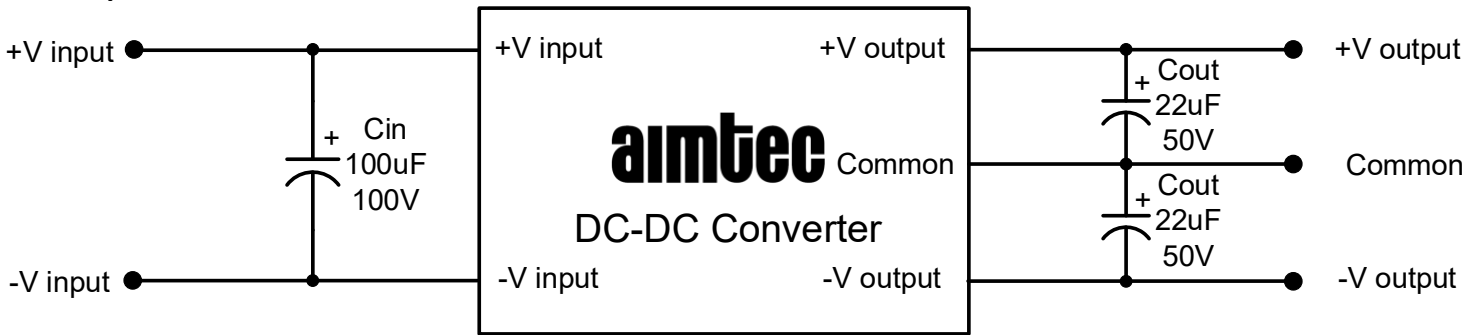 +V input
+V input
+V output
+V output
+
Cin
100uF
100V
aimtec
DC-DC Converter
Common
+
Cout
22uF
50V
Common
+
Cout
22uF
50V
-V input
-V input
-V output
-V output